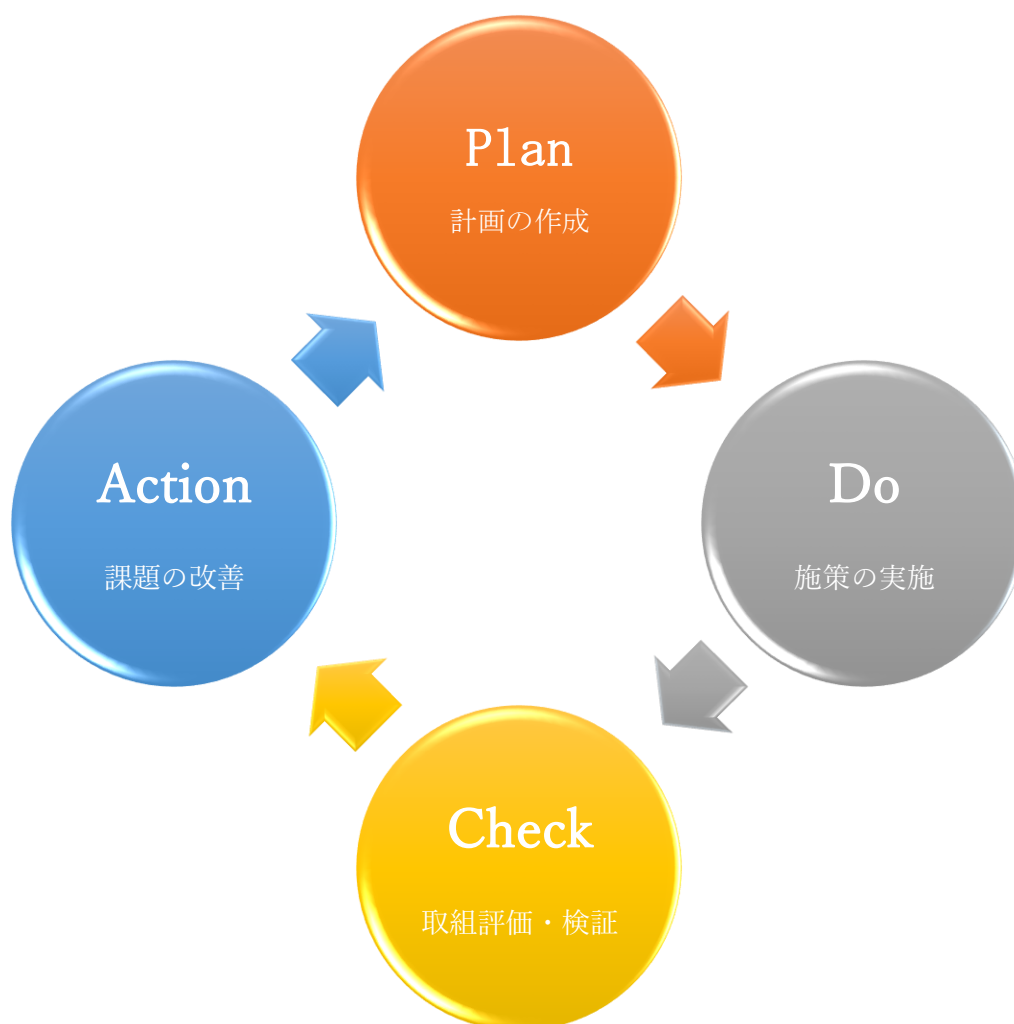 Plan
計画の作成
Do
施策の実施
Check
取組評価・検証
Action
課題の改善